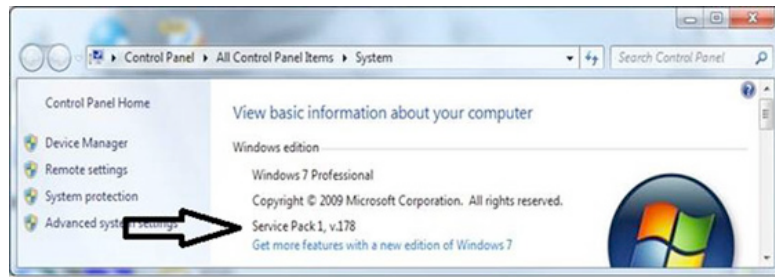 Control Panel ▸ All Control Panel Items ▸ System
Search Control Panel
Control Panel Home
Device Manager
Remote settings
System protection
Advanced system settings
View basic information about your computer
Windows edition
Windows 7 Professional
Copyright © 2009 Microsoft Corporation. All rights reserved.
Service Pack 1, v.178
Get more features with a new edition of Windows 7